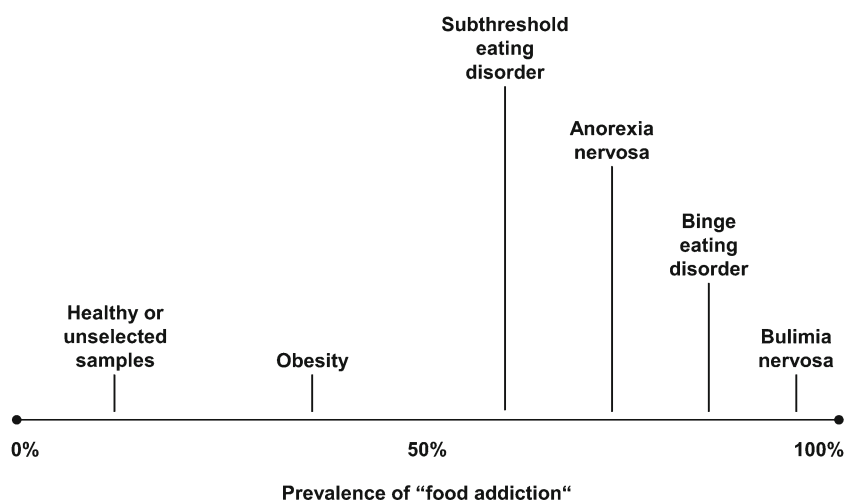 Subthreshold
eating
disorder
Anorexia
nervosa
Binge
eating
disorder
Healthy or
unselected
samples
Obesity
Bulimia
nervosa
0%
50%
100%
Prevalence of “food addiction“